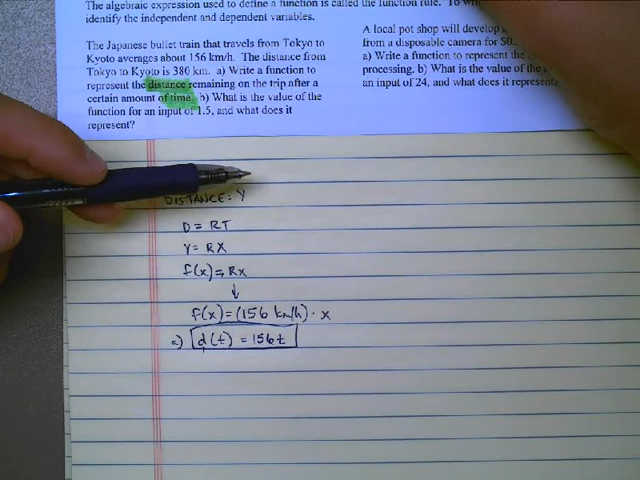 The algebraic expression used to define a function is called the function rule. To
identify the independent and dependent variables.
The Japanese bullet train that travels from Tokyo to
Kyoto averages about 156 km/h. The distance from
Tokyo to Kyoto is 380 km. a) Write a function to
represent the distance remaining on the trip after a
certain amount of time. b) What is the value of the
function for an input of 1.5, and what does it
represent?
A local pot shop will develop
from a disposable camera for $0.
a) Write a function to represent the
processing. b) What is the value of the
an input of 24, and what does it represent
DISTANCE = Y
D = RT
Y = RX
f(x) = Rx
↓
f(x) = (156 km/h) · x
a) d(t) = 156t